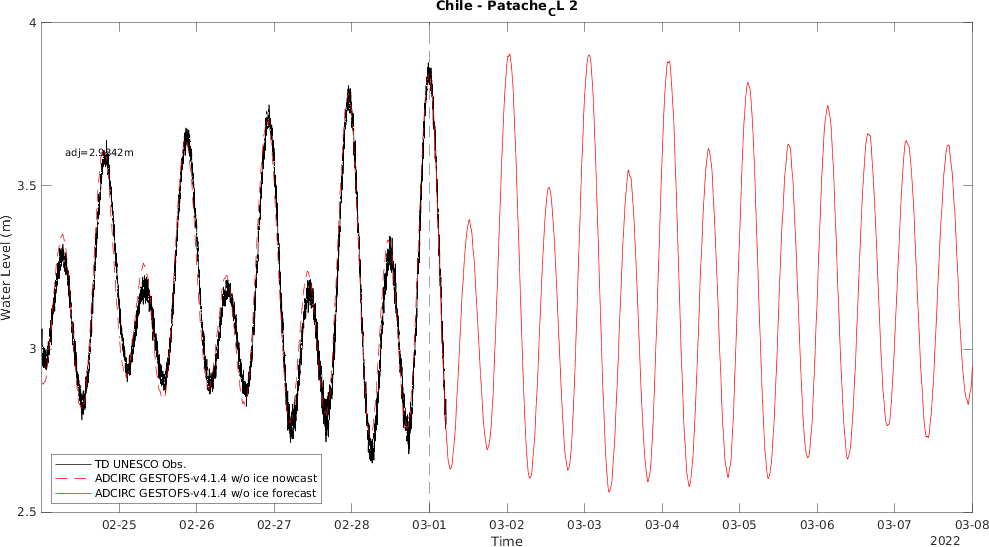 Chile - Patache_CL 2
4
3.5
3
2.5
Water Level (m)
adj=2.9342m
TD UNESCO Obs.
ADCIRC GESTOFS-v4.1.4 w/o ice nowcast
ADCIRC GESTOFS-v4.1.4 w/o ice forecast
02-25 02-26 02-27 02-28 03-01 03-02 03-03 03-04 03-05 03-06 03-07 03-08
Time
2022